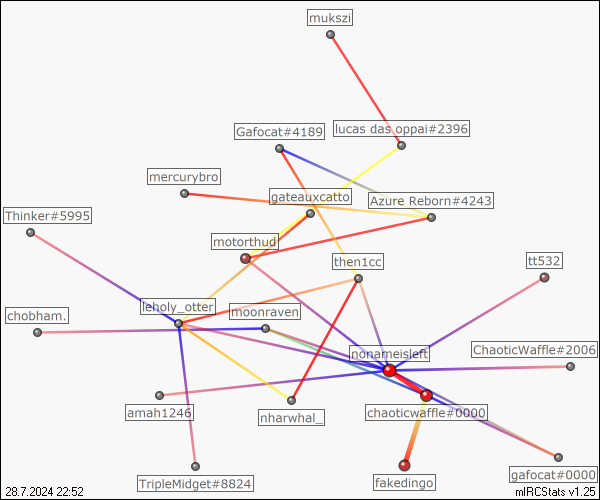 mukszi
Gafocat#4189
lucas das oppai#2396
mercurybro
gateauxcatto
Azure Reborn#4243
Thinker#5995
motorthud
then1cc
tt532
leholy_otter
moonraven
chobham.
nonameisleft
ChaoticWaffle#2006
amah1246
nharwhal_
chaoticwaffle#0000
TripleMidget#8824
fakedingo
gafocat#0000
28.7.2024 22:52
mIRCStats v1.25